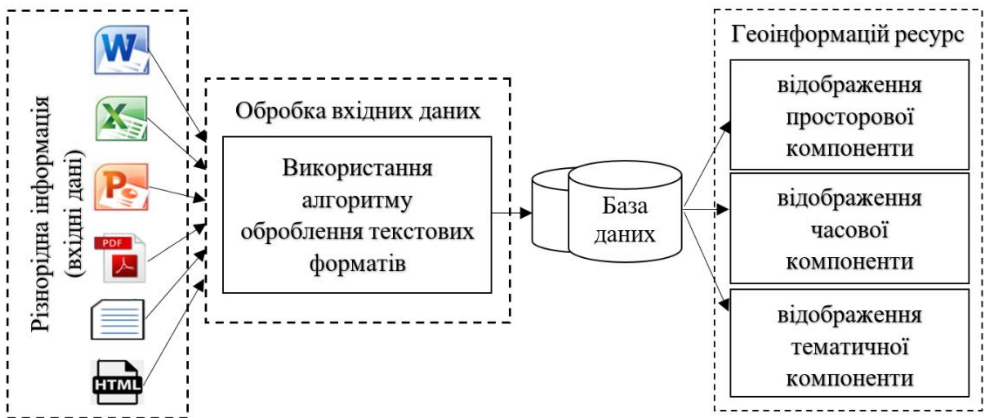 Різнорідна інформація
(вхідні дані)
W
X
P
PDF
HTML
Обробка вхідних даних
Використання
алгоритму
оброблення текстових
форматів
База
даних
Геоінформацій ресурс
відображення
просторової
компоненти
відображення
часової
компоненти
відображення
тематичної
компоненти